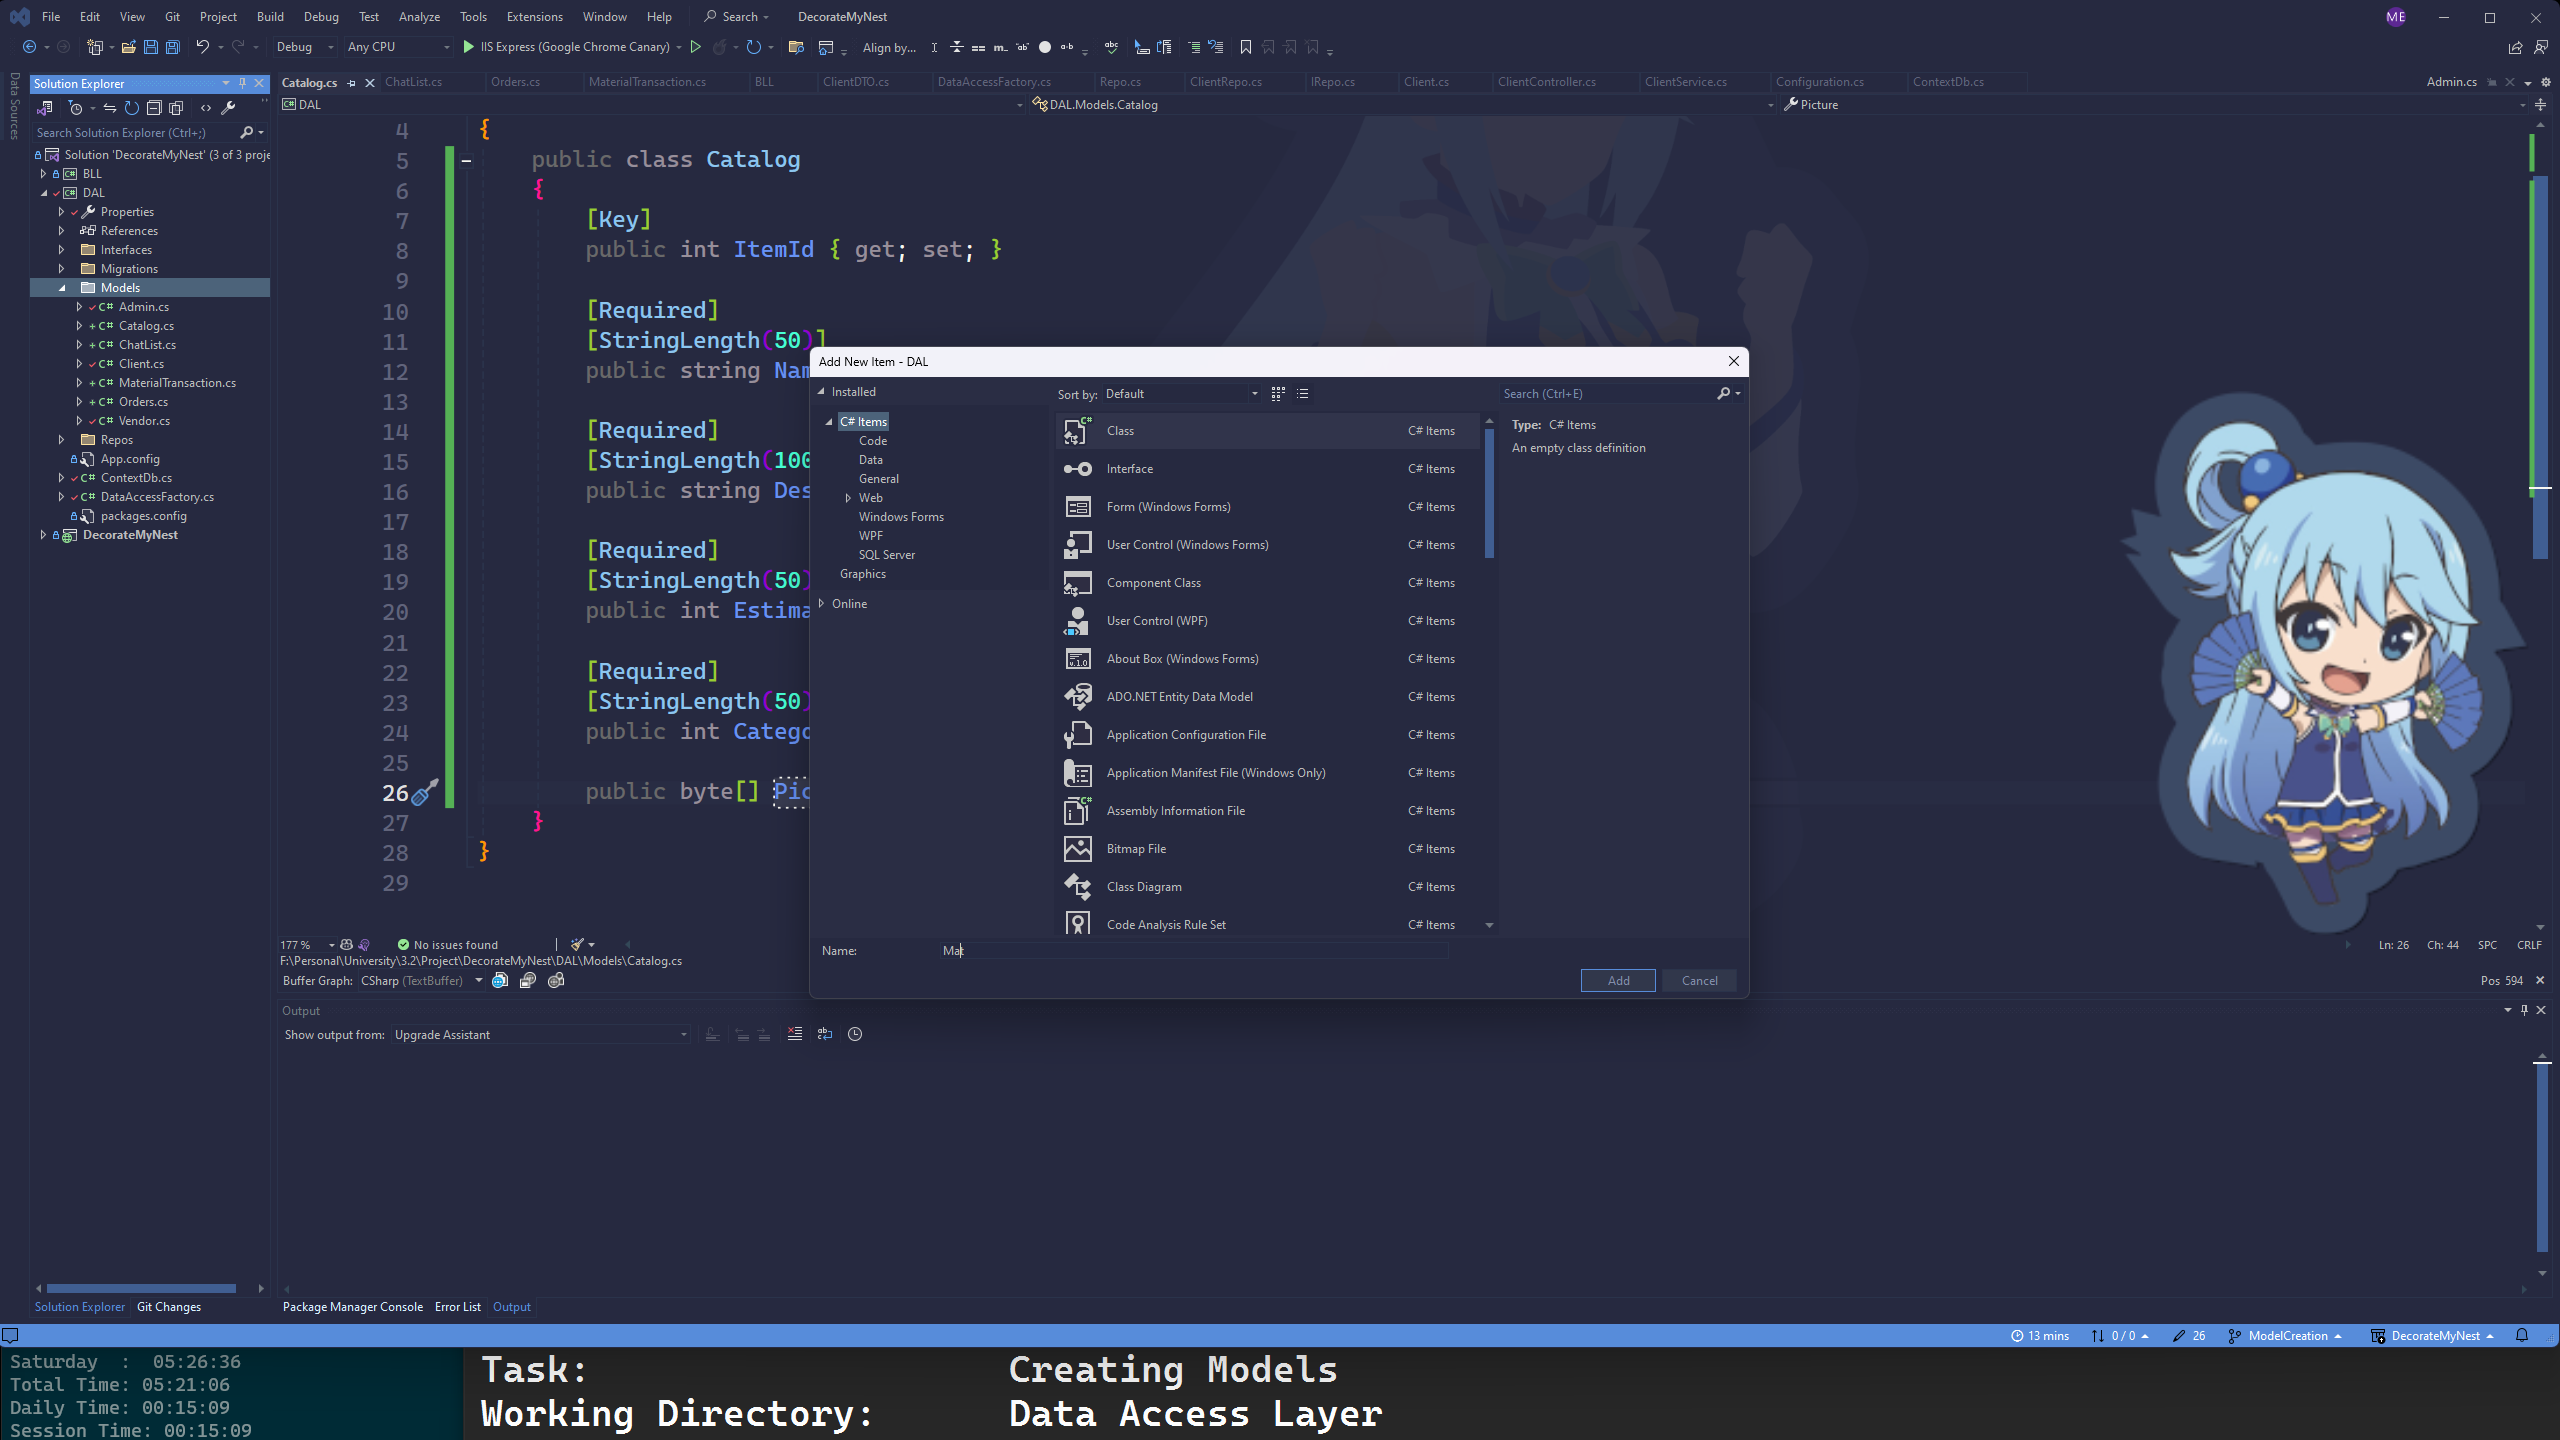 File Edit View Git Project Build Debug Test Analyze Tools Extensions Window Help Search DecorateMyNest ME
Debug Any CPU IIS Express (Google Chrome Canary) Align by...
Data Sources
Solution Explorer
Search Solution Explorer (Ctrl+;)
Solution 'DecorateMyNest' (3 of 3 proje
BLL
DAL
Properties
References
Interfaces
Migrations
Models
C# Admin.cs
C# Catalog.cs
C# ChatList.cs
C# Client.cs
C# MaterialTransaction.cs
C# Orders.cs
C# Vendor.cs
Repos
App.config
C# ContextDb.cs
C# DataAccessFactory.cs
packages.config
DecorateMyNest
Solution Explorer Git Changes
Catalog.cs ChatList.cs Orders.cs MaterialTransaction.cs BLL ClientDTO.cs DataAccessFactory.cs Repo.cs ClientRepo.cs IRepo.cs Client.cs ClientController.cs ClientService.cs Configuration.cs ContextDb.cs Admin.cs
DAL DAL.Models.Catalog Picture
4 {
5 public class Catalog
6 {
7 [Key]
8 public int ItemId { get; set; }
9
10 [Required]
11 [StringLength(50)]
12 public string Nam
13
14 [Required]
15 [StringLength(100
16 public string Des
17
18 [Required]
19 [StringLength(50)
20 public int Estima
21
22 [Required]
23 [StringLength(50)
24 public int Catego
25
26 public byte[] Pic
27 }
28 }
29
177 % No issues found Ln: 26 Ch: 44 SPC CRLF
F:\Personal\University\3.2\Project\DecorateMyNest\DAL\Models\Catalog.cs
Buffer Graph: CSharp (TextBuffer) Pos 594
Add New Item - DAL
Installed
C# Items
Code
Data
General
Web
Windows Forms
WPF
SQL Server
Graphics
Online
Sort by: Default
Class C# Items
Interface C# Items
Form (Windows Forms) C# Items
User Control (Windows Forms) C# Items
Component Class C# Items
User Control (WPF) C# Items
About Box (Windows Forms) C# Items
ADO.NET Entity Data Model C# Items
Application Configuration File C# Items
Application Manifest File (Windows Only) C# Items
Assembly Information File C# Items
Bitmap File C# Items
Class Diagram C# Items
Code Analysis Rule Set C# Items
Search (Ctrl+E)
Type: C# Items
An empty class definition
Name: Mat
Add Cancel
Output
Show output from: Upgrade Assistant
Package Manager Console Error List Output
13 mins 0 / 0 26 ModelCreation DecorateMyNest
Saturday : 05:26:36
Total Time: 05:21:06
Daily Time: 00:15:09
Session Time: 00:15:09
Task: Creating Models
Working Directory: Data Access Layer